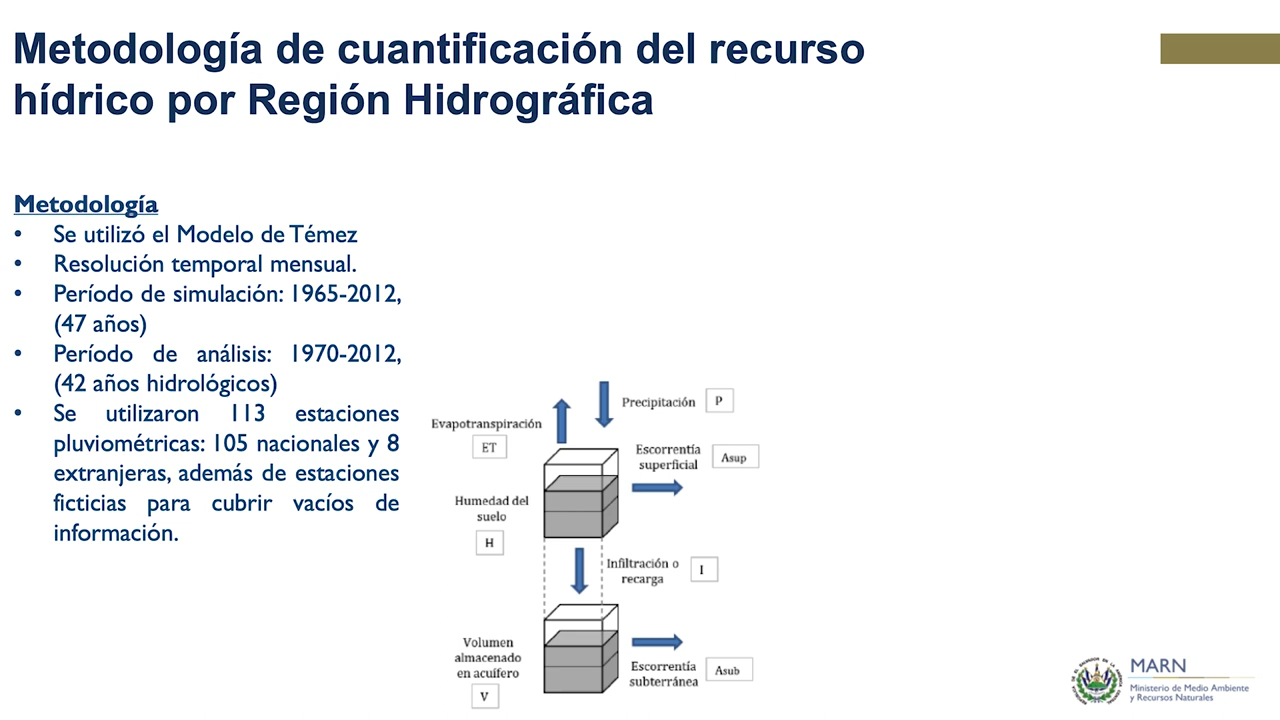 Metodología de cuantificación del recurso
hídrico por Región Hidrográfica
Metodología
• Se utilizó el Modelo de Témez
• Resolución temporal mensual.
• Período de simulación: 1965-2012,
(47 años)
• Período de análisis: 1970-2012,
(42 años hidrológicos)
• Se utilizaron 113 estaciones
pluviométricas: 105 nacionales y 8
extranjeras, además de estaciones
ficticias para cubrir vacíos de
información.
Precipitación P
Evapotranspiración
ET
Escorrentía
superficial
Asup
Humedad del
suelo
H
Infiltración o
recarga
I
Volumen
almacenado
en acuífero
V
Escorrentía
subterránea
Asub
MARN
Ministerio de Medio Ambiente
y Recursos Naturales